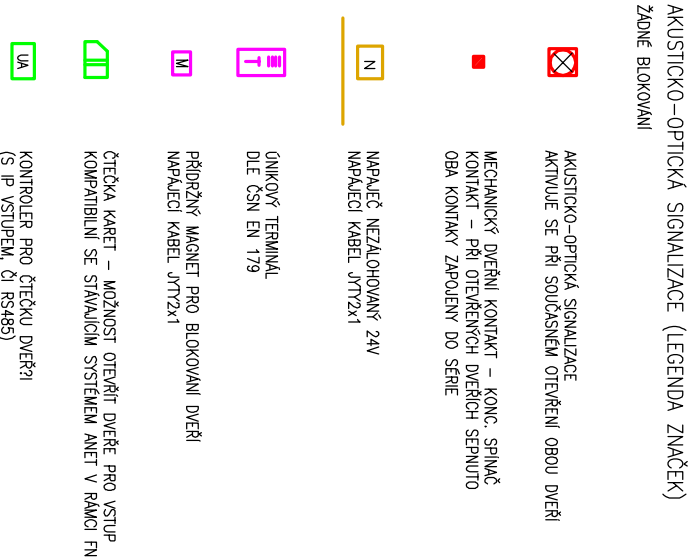 AKUSTICKO-OPTICKÁ SIGNALIZACE (LEGENDA ZNAČEK)
ŽÁDNÉ BLOKOVÁNÍ
AKUSTICKO-OPTICKÁ SIGNALIZACE
AKTIVUJE SE PŘI SOUČASNÉM OTEVŘENÍ OBOU DVEŘÍ
MECHANICKÝ DVEŘNÍ KONTAKT - KONC. SPÍNAČ
KONTAKT - PŘI OTEVŘENÝCH DVEŘÍCH SEPNUTO
OBA KONTAKY ZAPOJENY DO SÉRIE
N
NAPAJEČ NEZÁLOHOVANÝ 24V
NAPÁJECÍ KABEL JYTY2x1
ÚNIKOVÝ TERMINÁL
DLE ČSN EN 179
M
PŘÍDRŽNÝ MAGNET PRO BLOKOVÁNÍ DVEŘÍ
NAPÁJECÍ KABEL JYTY2x1
ČTEČKA KARET - MOŽNOST OTEVŘÍT DVEŘE PRO VSTUP
KOMPATIBILNÍ SE STÁVAJÍCÍM SYSTÉMEM ANET V RÁMCI FN
UA
KONTROLER PRO ČTEČKU DVEŘ?I
(S IP VSTUPEM, ČI RS485)